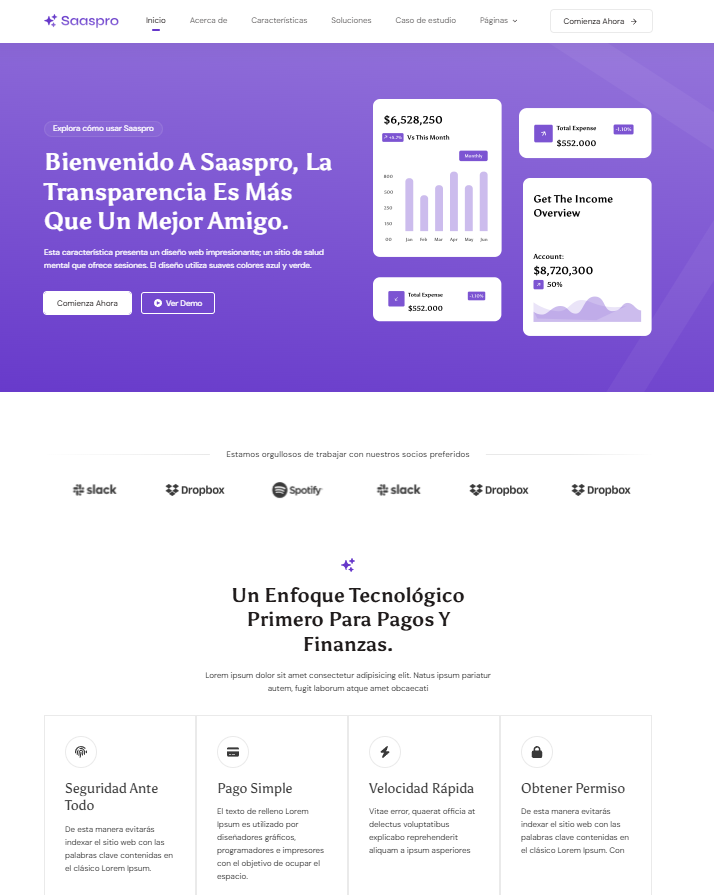 Saaspro
Inicio
Acerca de
Características
Soluciones
Caso de estudio
Páginas
Comienza Ahora
Explora cómo usar Saaspro
Bienvenido A Saaspro, La
Transparencia Es Más
Que Un Mejor Amigo.
Esta característica presenta un diseño web impresionante; un sitio de salud
mental que ofrece sesiones. El diseño utiliza suaves colores azul y verde.
Comienza Ahora
Ver Demo
$6,528,250
Vs This Month
Monthly
800
500
250
150
00
Jan Feb Mar Apr May Jun
Total Expense
-1.10%
$552.000
Total Expense
-1.10%
$552.000
Get The Income
Overview
Account:
$8,720,300
50%
Estamos orgullosos de trabajar con nuestros socios preferidos
slack
Dropbox
Spotify
slack
Dropbox
Dropbox
Un Enfoque Tecnológico
Primero Para Pagos Y
Finanzas.
Lorem ipsum dolor sit amet consectetur adipisicing elit. Natus ipsum pariatur
autem, fugit laborum atque amet obcaecati
Seguridad Ante
Todo
De esta manera evitarás
indexar el sitio web con las
palabras clave contenidas en
el clásico Lorem Ipsum.
Pago Simple
El texto de relleno Lorem
Ipsum es utilizado por
diseñadores gráficos,
programadores e impresores
con el objetivo de ocupar el
espacio.
Velocidad Rápida
Vitae error, quaerat officia at
delectus voluptatibus
explicabo reprehenderit
aliquam a ipsum asperiores
Obtener Permiso
De esta manera evitarás
indexar el sitio web con las
palabras clave contenidas en
el clásico Lorem Ipsum. Con